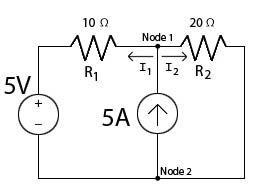 10 Ω
Node 1
20 Ω
I₁
I₂
R₁
R₂
5V
+
−
5A
Node 2